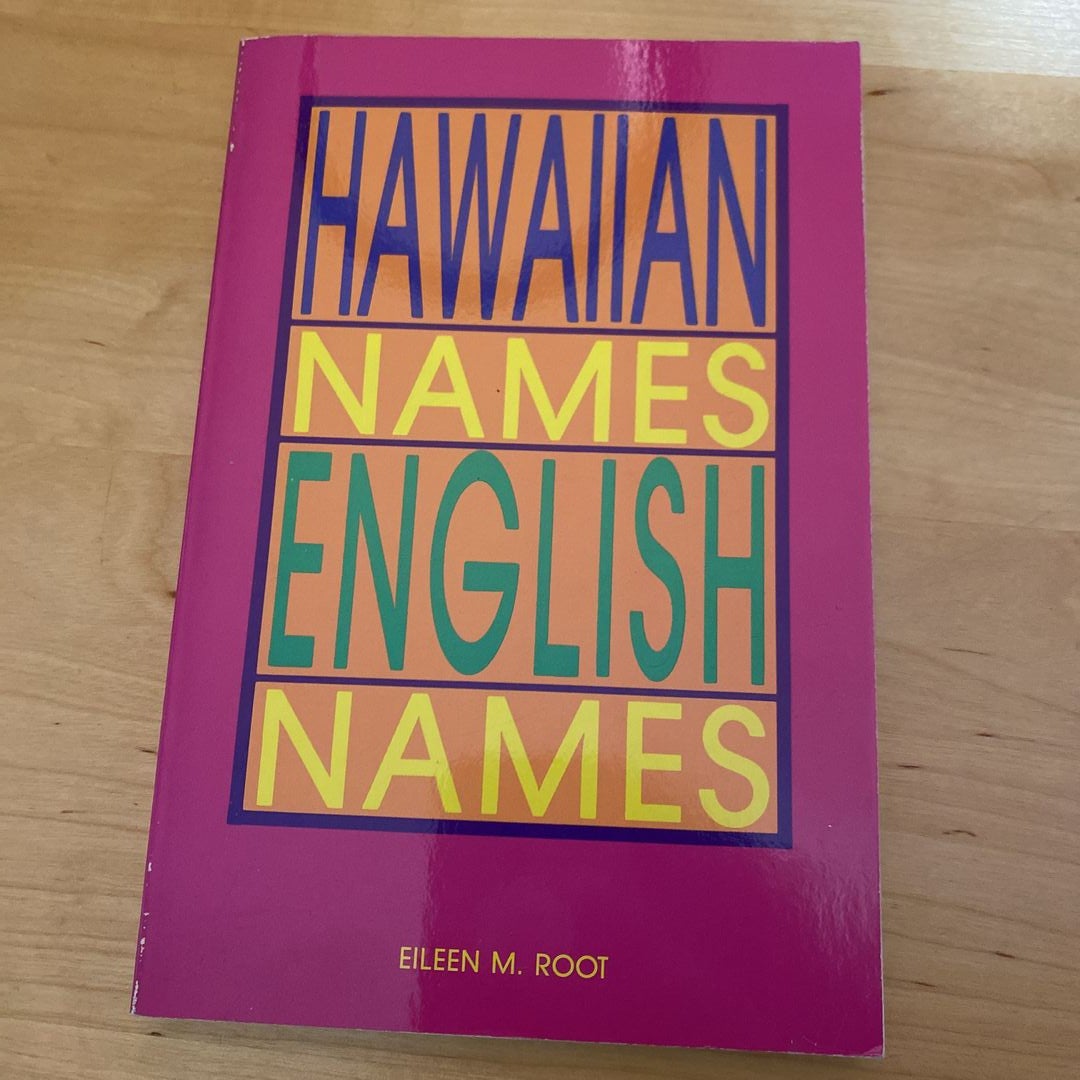 HAWAIIAN
NAMES
ENGLISH
NAMES
EILEEN M. ROOT